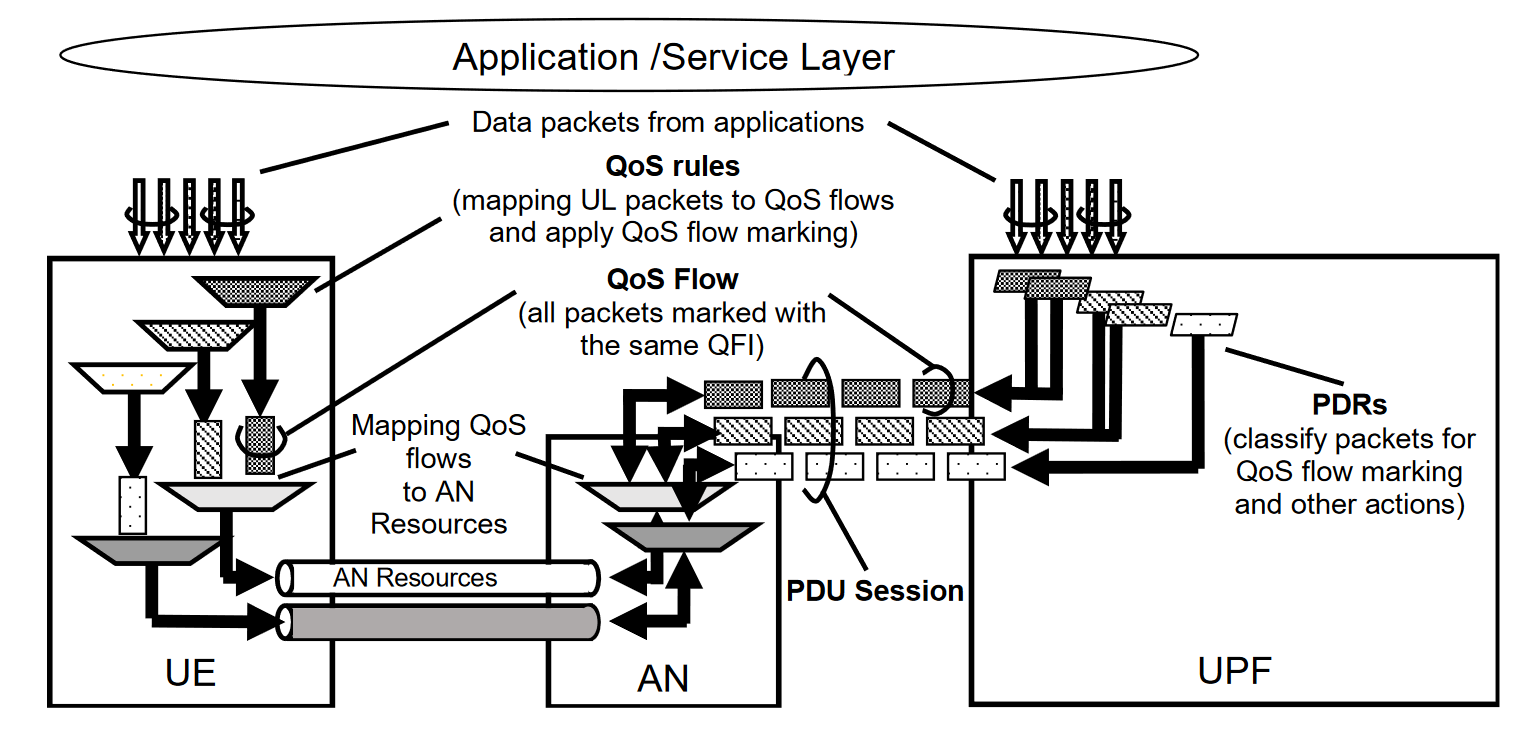 Application /Service Layer
Data packets from applications
QoS rules
(mapping UL packets to QoS flows
and apply QoS flow marking)
QoS Flow
(all packets marked with
the same QFI)
Mapping QoS
flows
to AN
Resources
PDRs
(classify packets for
QoS flow marking
and other actions)
AN Resources
PDU Session
UE
AN
UPF